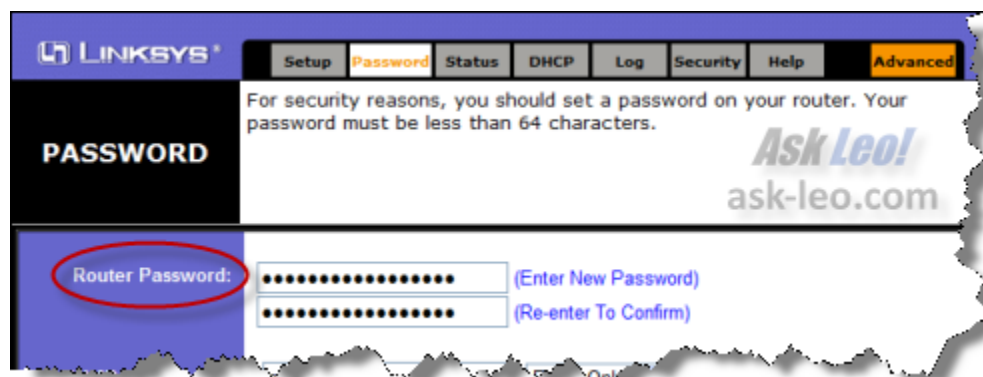 LINKSYS®
Setup Password Status DHCP Log Security Help Advanced
For security reasons, you should set a password on your router. Your
password must be less than 64 characters.
PASSWORD
Ask Leo!
ask-leo.com
Router Password:
••••••••••••••••• (Enter New Password)
••••••••••••••••• (Re-enter To Confirm)